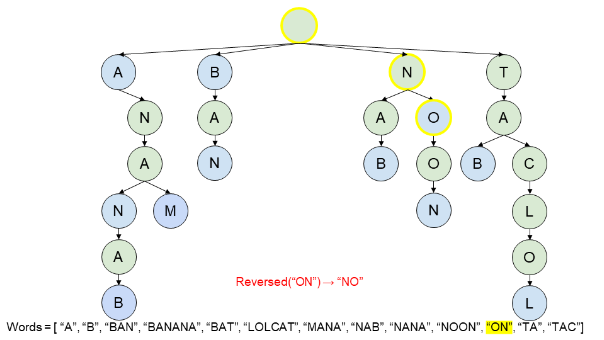 A B N T
N A A O A
A N B O B C
N M N L
A O
B L
Reversed(“ON”) → “NO”
Words = [ “A”, “B”, “BAN”, “BANANA”, “BAT”, “LOLCAT”, “MANA”, “NAB”, “NANA”, “NOON”, “ON”, “TA”, “TAC”]